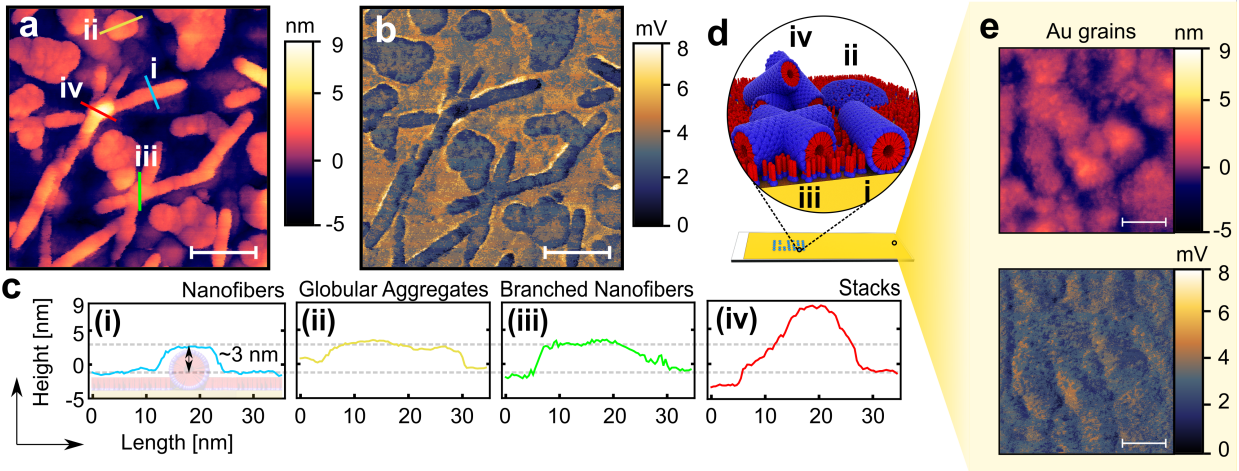 a
ii
i
iv
iii
nm
9
5
0
-5
b
mV
8
6
4
2
0
d
iv
ii
iii
i
e
Au grains
nm
9
5
0
-5
mV
8
6
4
2
0
c
Nanofibers
(i)
~3 nm
Globular Aggregates
(ii)
Branched Nanofibers
(iii)
Stacks
(iv)
Height [nm]
9
5
0
-5
0 10 20 30
0 10 20 30
0 10 20 30
0 10 20 30
Length [nm]